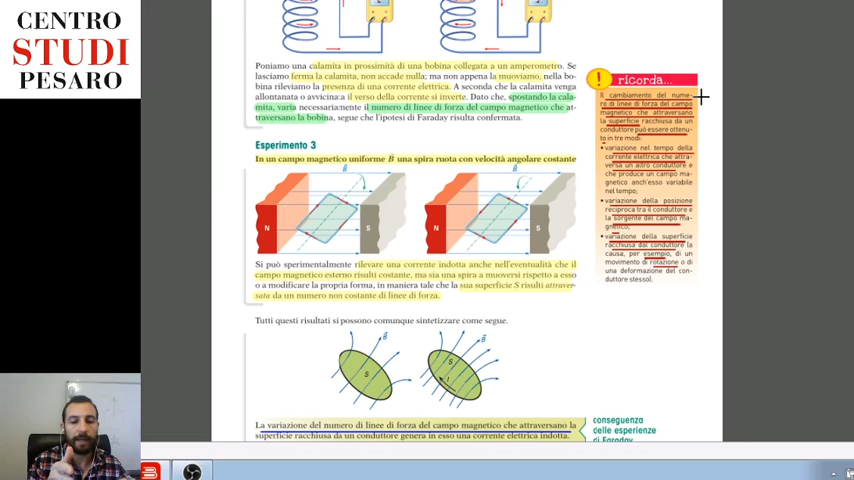 CENTRO
STUDI
PESARO
Poniamo una calamita in prossimità di una bobina collegata a un amperometro. Se
lasciamo ferma la calamita, non accade nulla; ma non appena la muoviamo, nella bo-
bina rileviamo la presenza di una corrente elettrica. A seconda che la calamita venga
allontanata o avvicinata il verso della corrente si inverte. Dato che, spostando la cala-
mita, varia necessariamente il numero di linee di forza del campo magnetico che at-
traversano la bobina, segue che l'ipotesi di Faraday risulta confermata.
Esperimento 3
In un campo magnetico uniforme B una spira ruota con velocità angolare costante
B
B
N
S
N
S
Si può sperimentalmente rilevare una corrente indotta anche nell'eventualità che il
campo magnetico esterno risulti costante, ma sia una spira a muoversi rispetto a esso
o a modificare la propria forma, in maniera tale che la sua superficie S risulti attraver-
sata da un numero non costante di linee di forza.
Tutti questi risultati si possono comunque sintetizzare come segue.
B
S
B
S
i
La variazione del numero di linee di forza del campo magnetico che attraversano la
superficie racchiusa da un conduttore genera in esso una corrente elettrica indotta.
conseguenza
delle esperienze
di Faraday
!
ricorda...
Il cambiamento del nume-
ro di linee di forza del campo
magnetico che attraversano
la superficie racchiusa da un
conduttore può essere ottenu-
to in tre modi:
• variazione nel tempo della
corrente elettrica che attra-
versa un altro conduttore e
che produce un campo ma-
gnetico anch'esso variabile
nel tempo;
• variazione della posizione
reciproca tra il conduttore e
la sorgente del campo ma-
gnetico;
• variazione della superficie
racchiusa dal conduttore a
causa, per esempio, di un
movimento di rotazione o di
una deformazione del con-
duttore stesso).